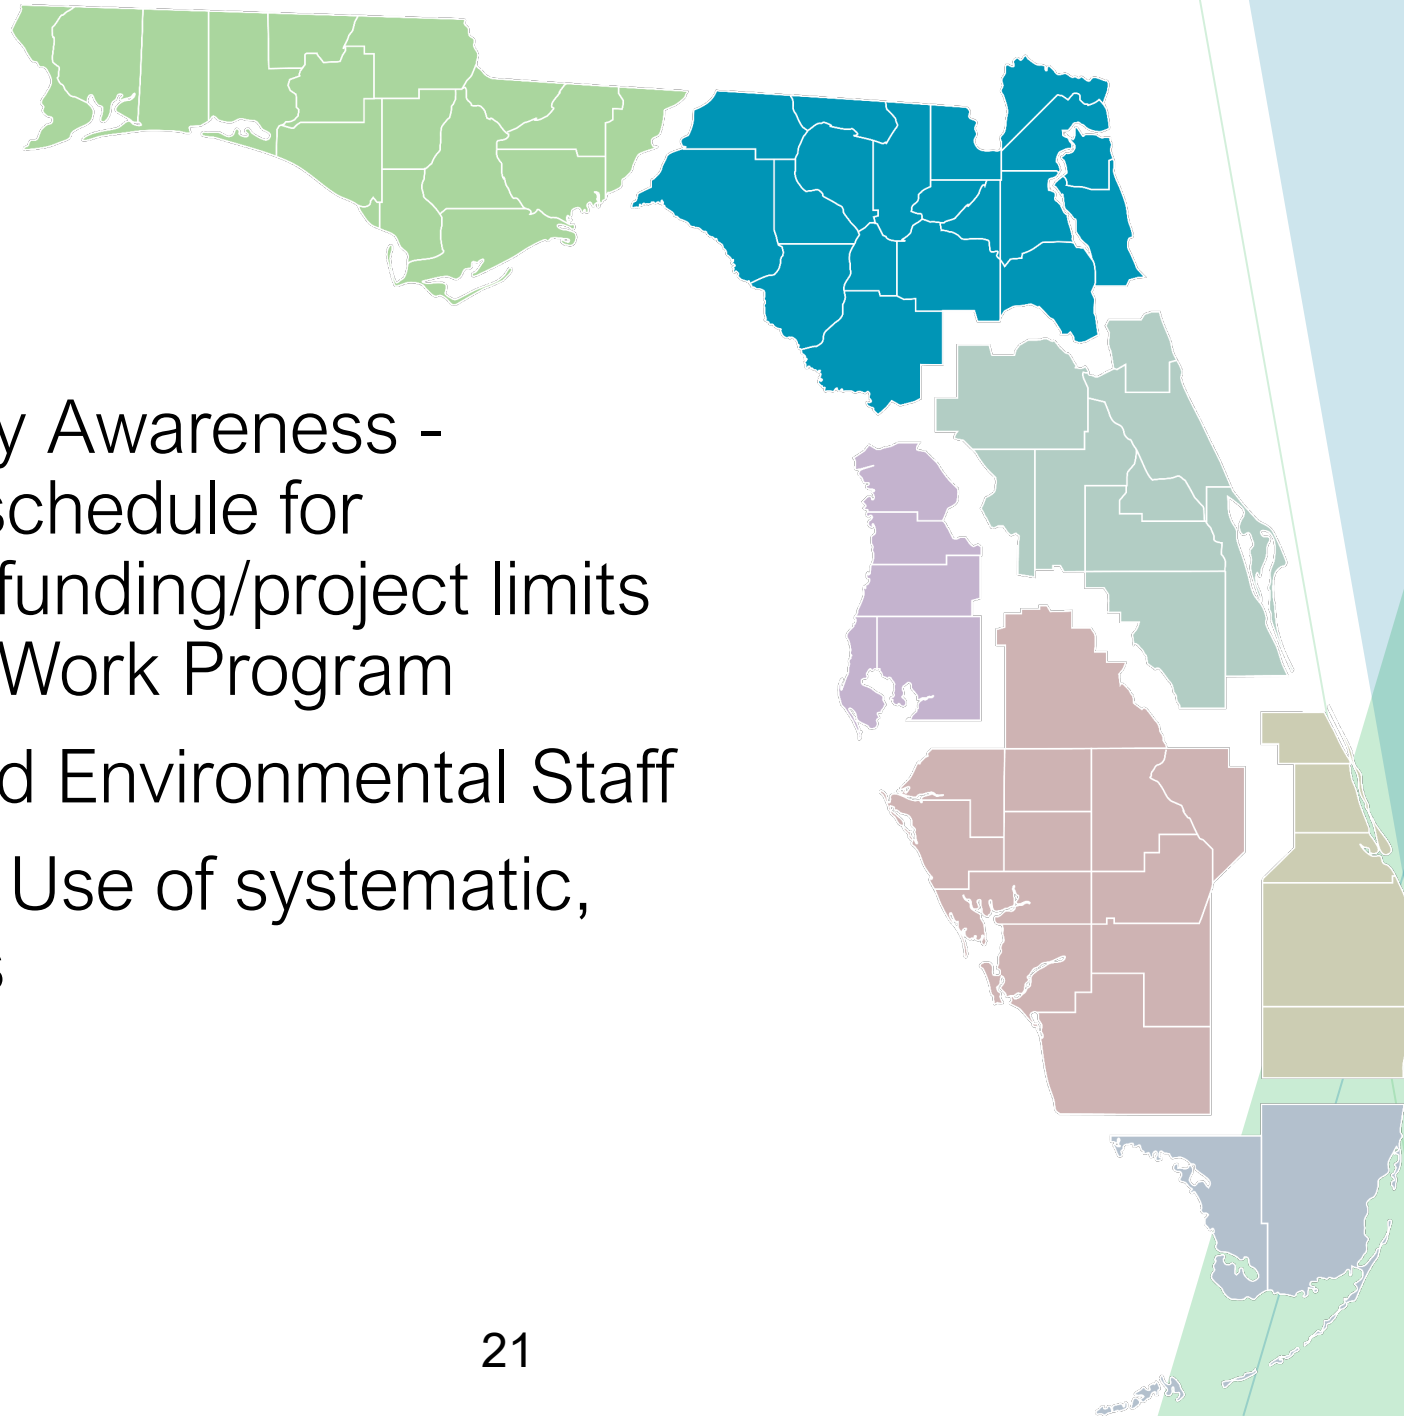 y Awareness -
schedule for
funding/project limits
Work Program
d Environmental Staff
Use of systematic,
s
21